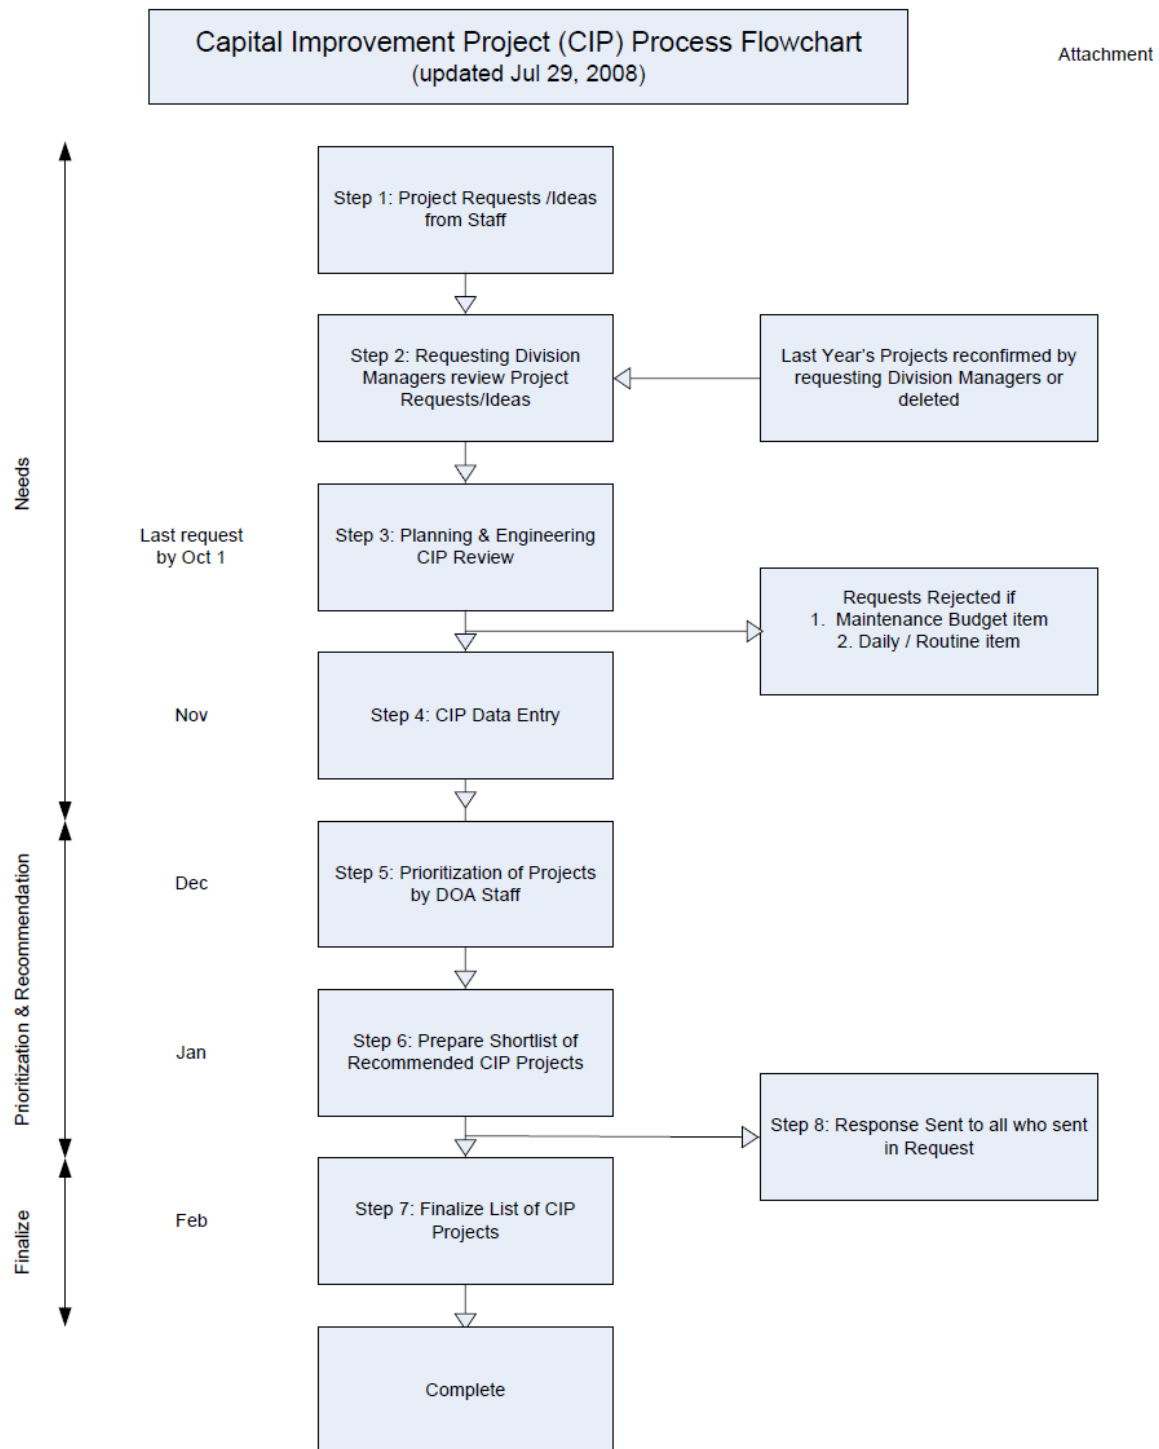 Capital Improvement Project (CIP) Process Flowchart
(updated Jul 29, 2008)
Attachment
Step 1: Project Requests /Ideas
from Staff
Step 2: Requesting Division
Managers review Project
Requests/Ideas
Last Year's Projects reconfirmed by
requesting Division Managers or
deleted
Needs
Last request
by Oct 1
Step 3: Planning & Engineering
CIP Review
Requests Rejected if
1. Maintenance Budget item
2. Daily / Routine item
Nov
Step 4: CIP Data Entry
Prioritization & Recommendation
Dec
Step 5: Prioritization of Projects
by DOA Staff
Jan
Step 6: Prepare Shortlist of
Recommended CIP Projects
Step 8: Response Sent to all who sent
in Request
Finalize
Feb
Step 7: Finalize List of CIP
Projects
Complete